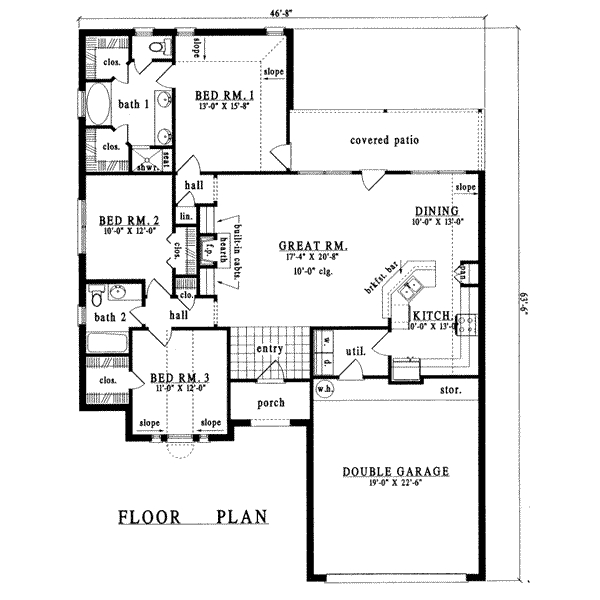 46'-8"
slope
clos.
slope
BED RM. 1
13'-0" X 15'-8"
bath 1
covered patio
clos.
shwr.
seat
hall
slope
lin.
BED RM. 2
10'-0" X 12'-0"
DINING
10'-0" X 13'-0"
built-in cabs.
hearth
f.p.
clos.
GREAT RM.
17'-4" X 20'-8"
10'-0" clg.
brkfst. bar
pan
63'-6"
clos.
bath 2
hall
KITCH.
10'-0" X 13'-0"
entry
w.
d.
util.
clos.
BED RM. 3
11'-0" X 12'-0"
w.h.
stor.
porch
slope
slope
DOUBLE GARAGE
19'-0" X 22'-6"
FLOOR PLAN